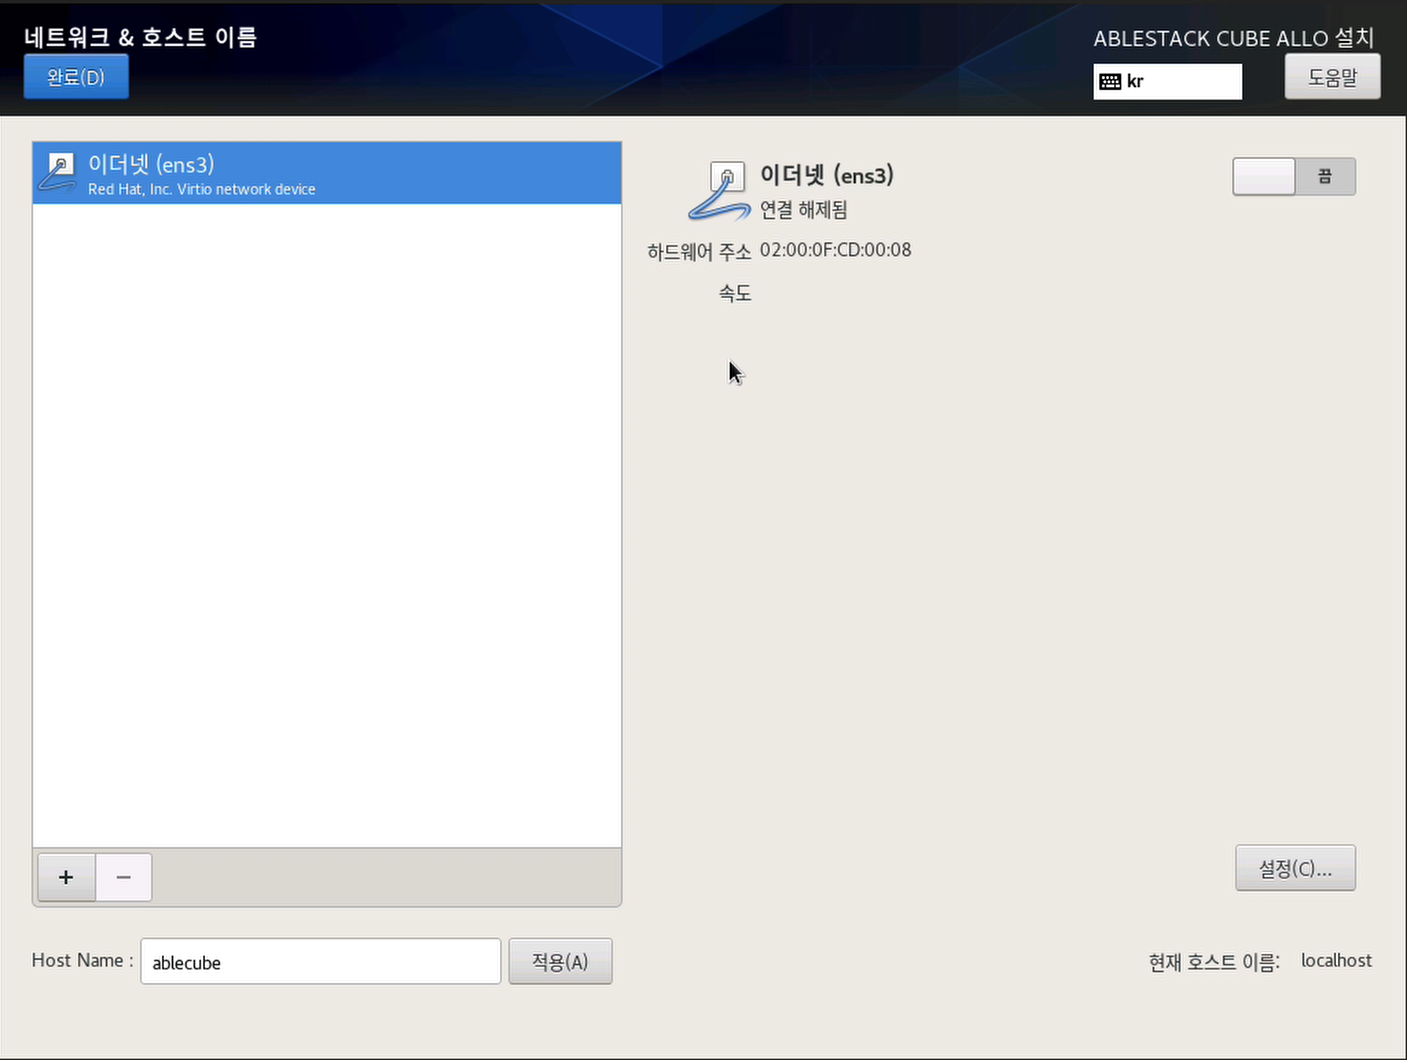 네트워크 & 호스트 이름
완료(D)
ABLESTACK CUBE ALLO 설치
kr
도움말
이더넷 (ens3)
Red Hat, Inc. Virtio network device
이더넷 (ens3)
연결 해제됨
끔
하드웨어 주소 02:00:0F:CD:00:08
속도
+ −
설정(C)...
Host Name : ablecube 적용(A)
현재 호스트 이름: localhost